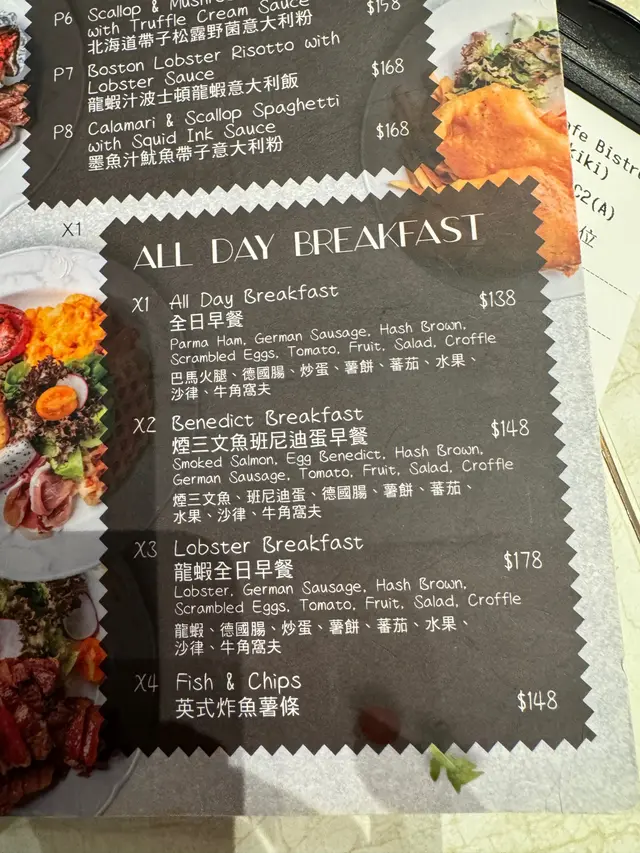 P6 Scallop & Mushroom
with Truffle Cream Sauce $158
北海道帶子松露野菌意大利粉
P7 Boston Lobster Risotto with
Lobster Sauce $168
龍蝦汁波士頓龍蝦意大利飯
P8 Calamari & Scallop Spaghetti
with Squid Ink Sauce $168
墨魚汁魷魚帶子意大利粉
X1
ALL DAY BREAKFAST
X1 All Day Breakfast $138
全日早餐
Parma Ham, German Sausage, Hash Brown,
Scrambled Eggs, Tomato, Fruit, Salad, Croffle
巴馬火腿、德國腸、炒蛋、薯餅、蕃茄、水果、
沙律、牛角窩夫
X2 Benedict Breakfast $148
煙三文魚班尼迪蛋早餐
Smoked Salmon, Egg Benedict, Hash Brown,
German Sausage, Tomato, Fruit, Salad, Croffle
煙三文魚、班尼迪蛋、德國腸、薯餅、蕃茄、
水果、沙律、牛角窩夫
X3 Lobster Breakfast $178
龍蝦全日早餐
Lobster, German Sausage, Hash Brown,
Scrambled Eggs, Tomato, Fruit, Salad, Croffle
龍蝦、德國腸、炒蛋、薯餅、蕃茄、水果、
沙律、牛角窩夫
X4 Fish & Chips $148
英式炸魚薯條
afe Bistro
kiki)
C2(A)
位